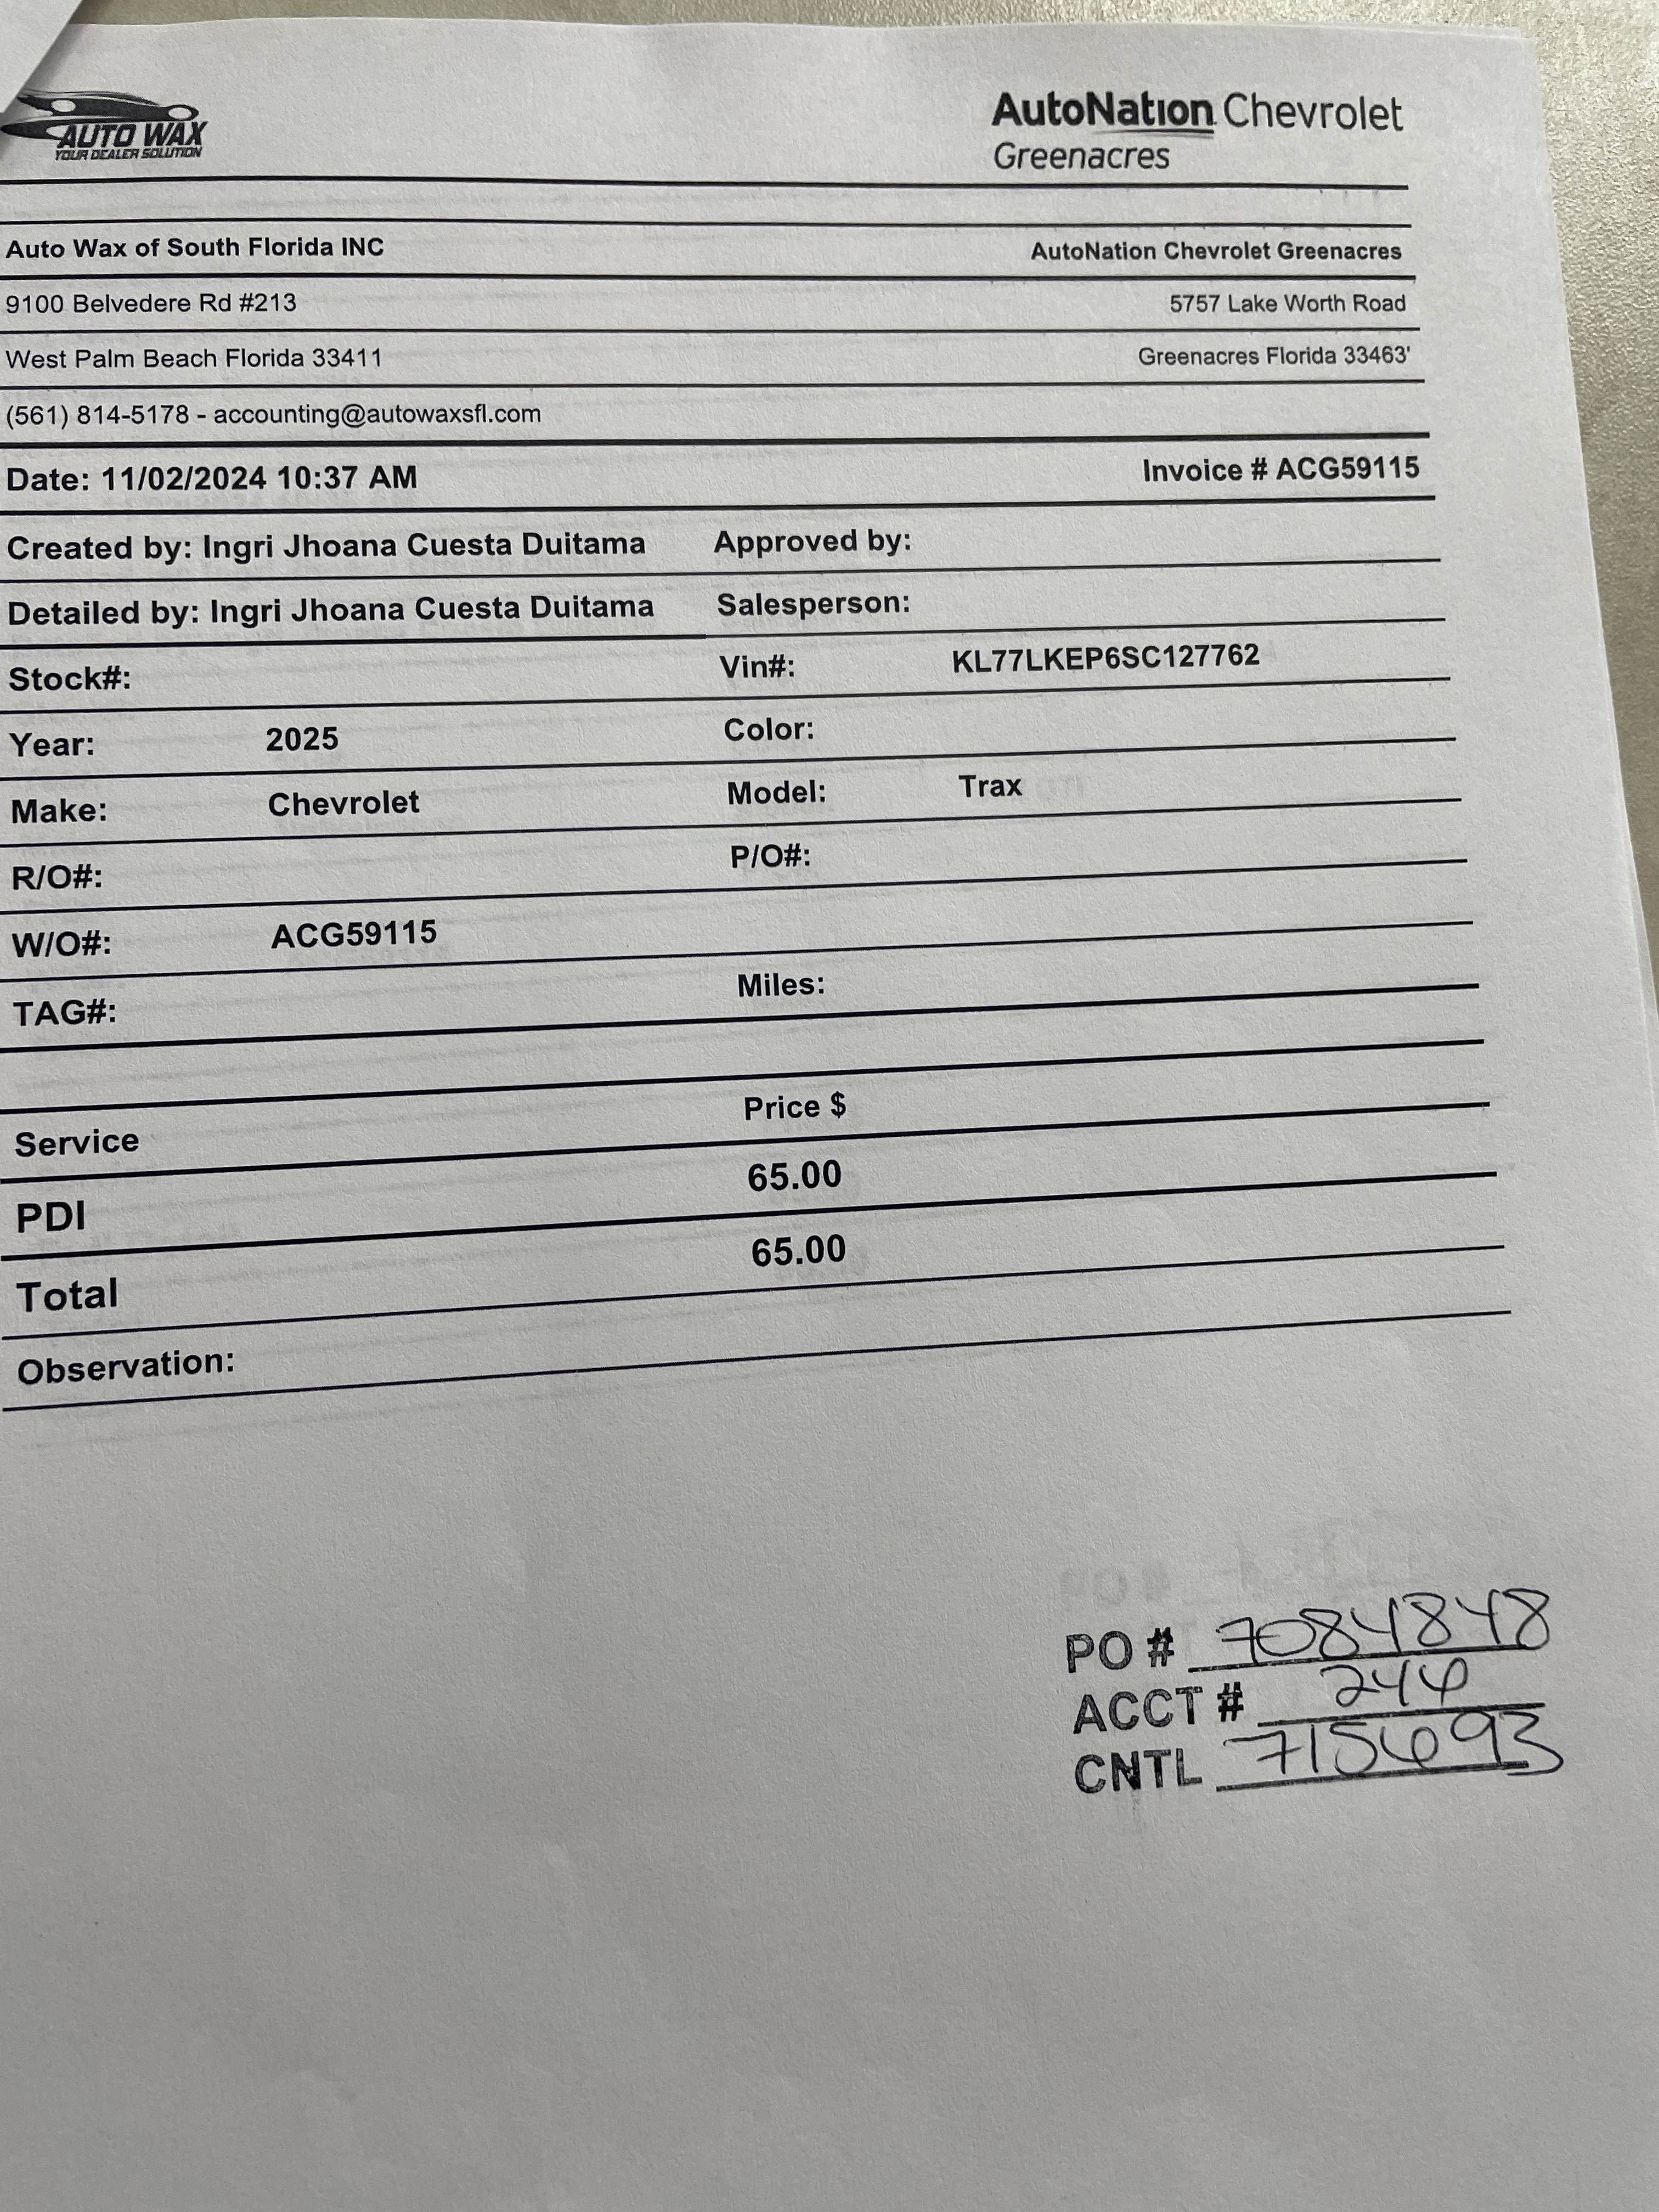 AUTO WAX
YOUR DEALER SOLUTION
AutoNation Chevrolet
Greenacres
Auto Wax of South Florida INC
AutoNation Chevrolet Greenacres
9100 Belvedere Rd #213
5757 Lake Worth Road
West Palm Beach Florida 33411
Greenacres Florida 33463'
(561) 814-5178 - accounting@autowaxsfl.com
Date: 11/02/2024 10:37 AM
Invoice # ACG59115
Created by: Ingri Jhoana Cuesta Duitama
Approved by:
Detailed by: Ingri Jhoana Cuesta Duitama
Salesperson:
Stock#:
Vin#: KL77LKEP6SC127762
Year: 2025
Color:
Make: Chevrolet
Model: Trax
R/O#:
P/O#:
W/O#: ACG59115
TAG#:
Miles:
Service Price $
PDI 65.00
Total 65.00
Observation:
PO # 7084848
ACCT #
CNTL 7156693